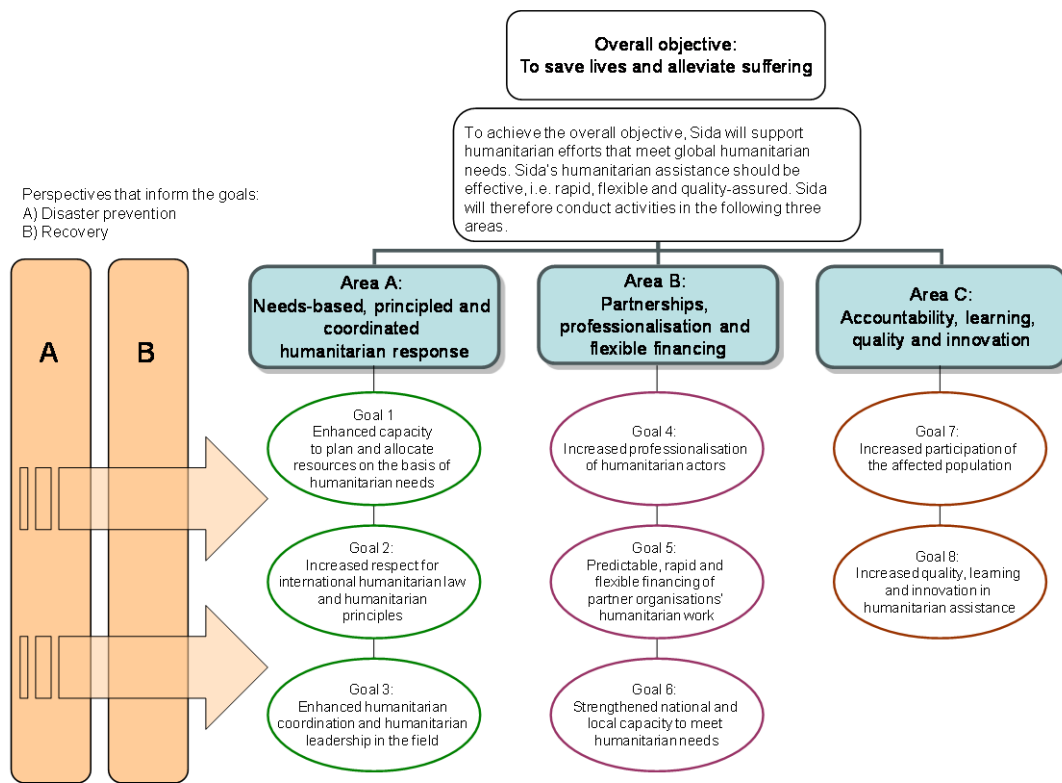 Overall objective:
To save lives and alleviate suffering
To achieve the overall objective, Sida will support
humanitarian efforts that meet global humanitarian
needs. Sida's humanitarian assistance should be
effective, i.e. rapid, flexible and quality-assured. Sida
will therefore conduct activities in the following three
areas.
Perspectives that inform the goals:
A) Disaster prevention
B) Recovery
A
B
Area A:
Needs-based, principled and
coordinated
humanitarian response
Goal 1
Enhanced capacity
to plan and allocate
resources on the basis of
humanitarian needs
Goal 2:
Increased respect for
international humanitarian law
and humanitarian
principles
Goal 3:
Enhanced humanitarian
coordination and humanitarian
leadership in the field
Area B:
Partnerships,
professionalisation and
flexible financing
Goal 4:
Increased professionalisation
of humanitarian actors
Goal 5:
Predictable, rapid and
flexible financing of
partner organisations'
humanitarian work
Goal 6:
Strengthened national and
local capacity to meet
humanitarian needs
Area C:
Accountability, learning,
quality and innovation
Goal 7:
Increased participation of
the affected population
Goal 8:
Increased quality, learning
and innovation in
humanitarian assistance